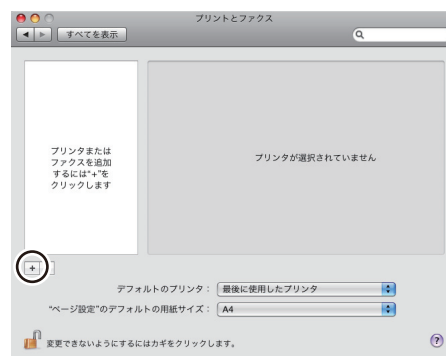 プリントとファクス
すべてを表示
プリンタまたは
ファクスを追加
するには“+”を
クリックします
プリンタが選択されていません
+
デフォルトのプリンタ： 最後に使用したプリンタ
“ページ設定”のデフォルトの用紙サイズ： A4
変更できないようにするにはカギをクリックします。
?